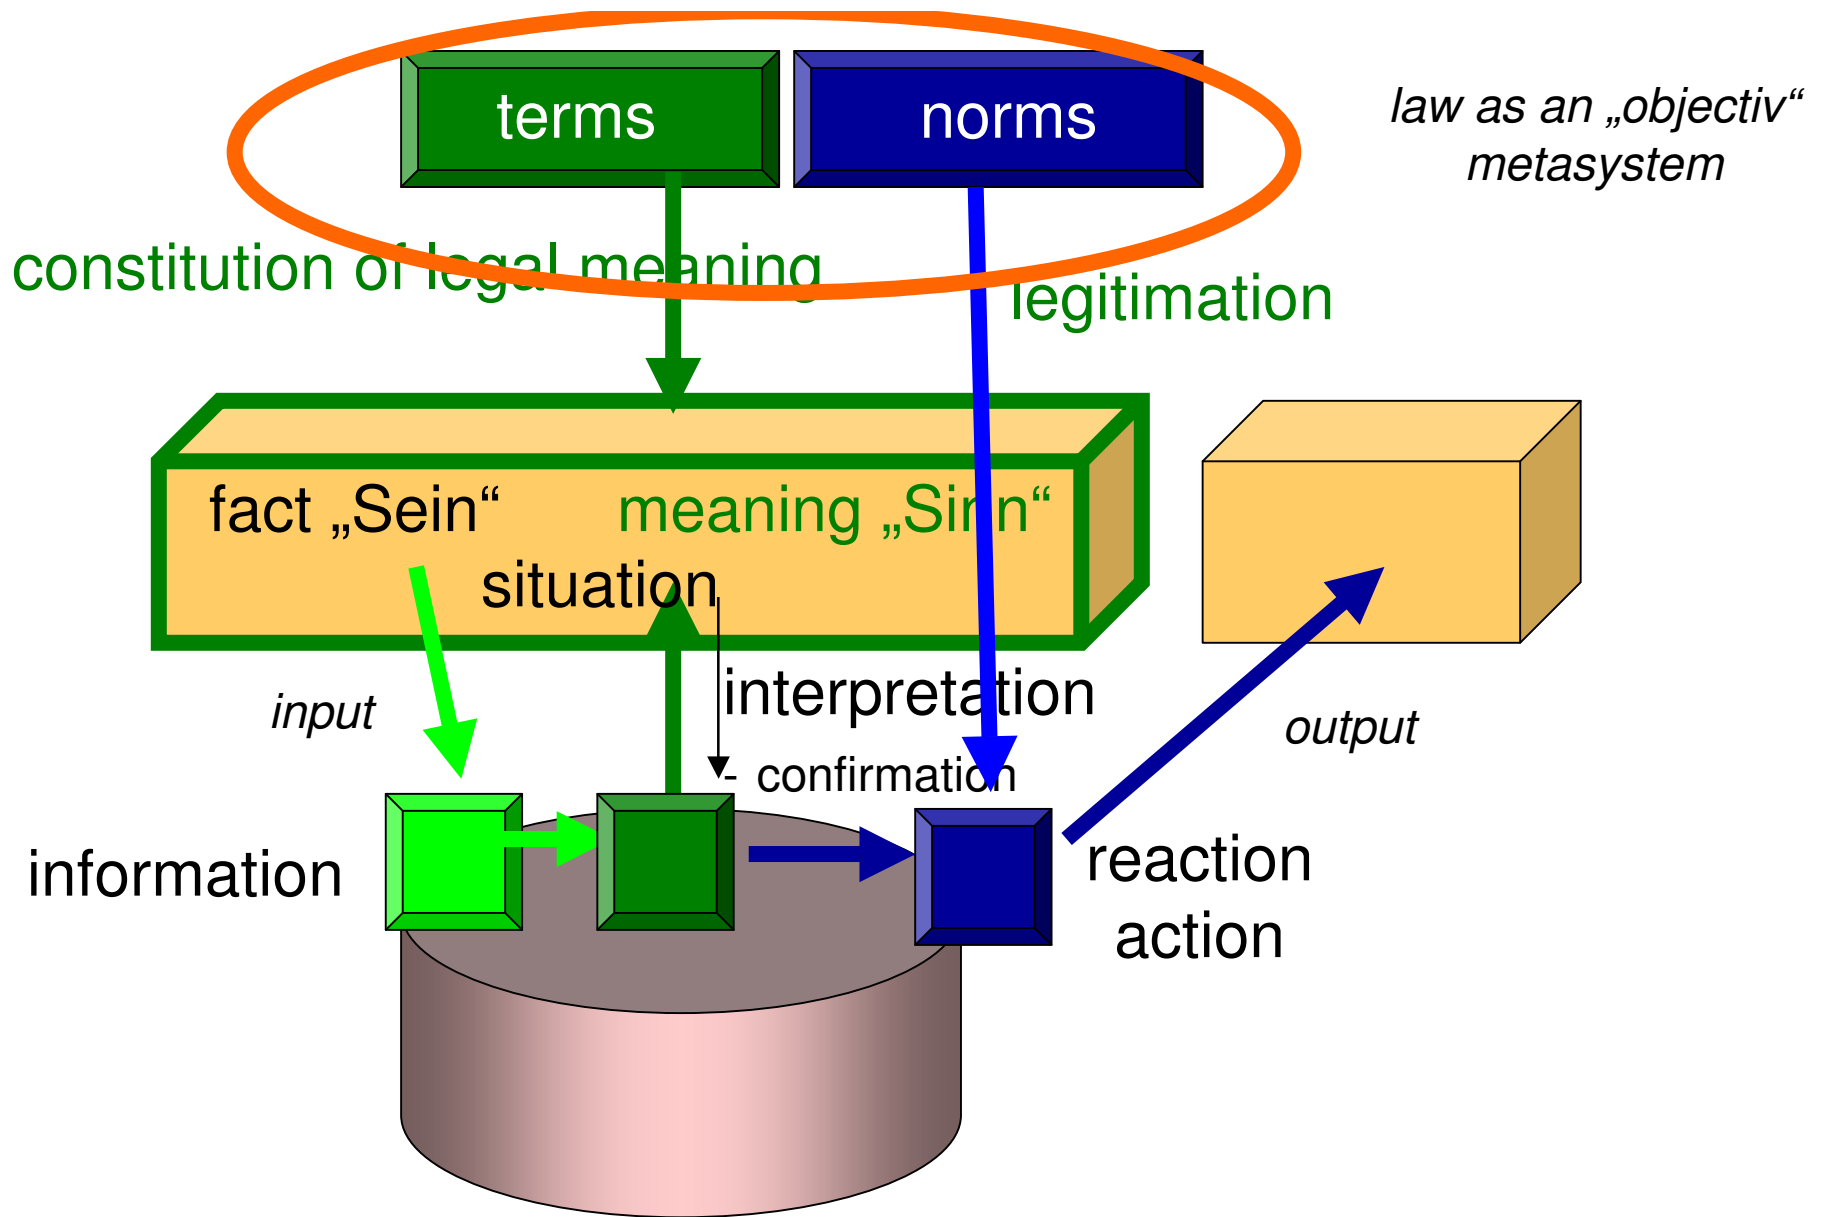 terms
norms
law as an „objectiv“
metasystem
constitution of legal meaning
legitimation
fact „Sein“
meaning „Sinn“
situation
input
interpretation
output
- confirmation
information
reaction
action